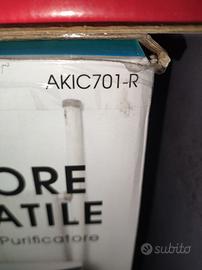 AKIC701-R
ORE
ATILE
Purificatore
subito